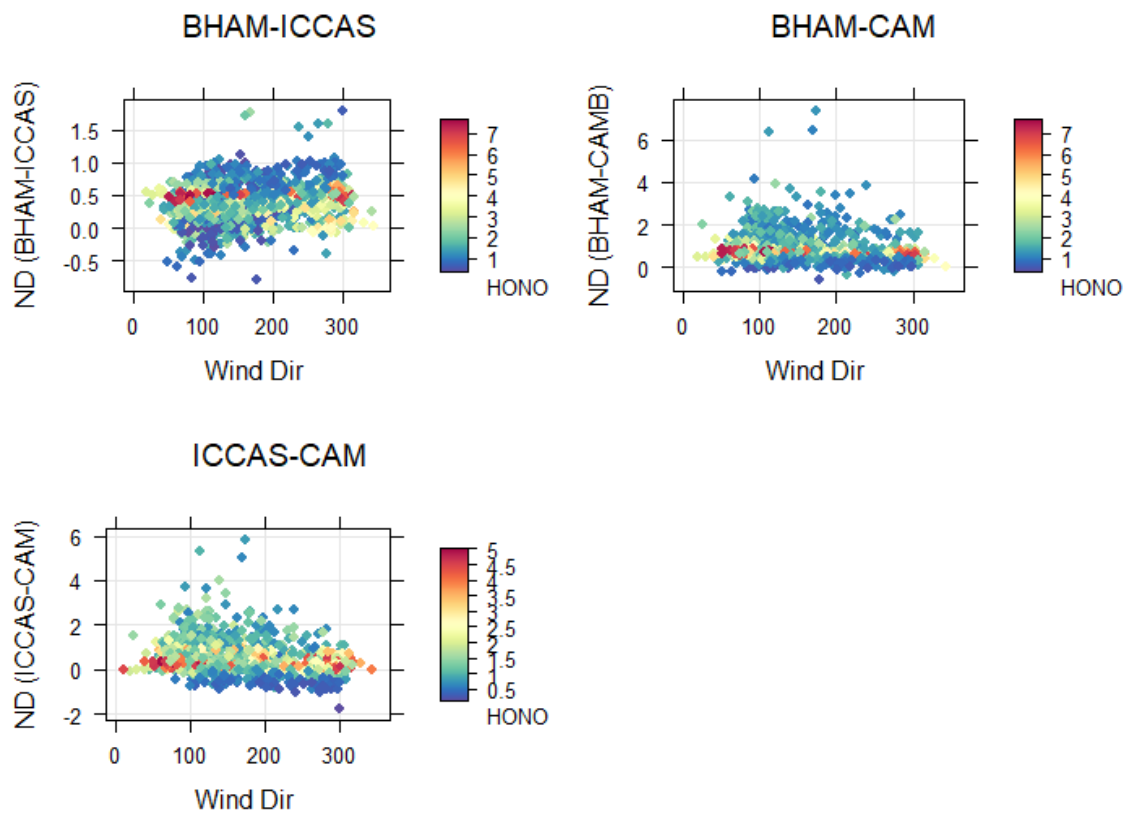 BHAM-ICCAS
ND (BHAM-ICCAS)
1.5
1.0
0.5
0.0
-0.5
0 100 200 300
Wind Dir
7
6
5
4
3
2
1
HONO
BHAM-CAM
ND (BHAM-CAMB)
6
4
2
0
0 100 200 300
Wind Dir
7
6
5
4
3
2
1
HONO
ICCAS-CAM
ND (ICCAS-CAM)
6
4
2
0
-2
0 100 200 300
Wind Dir
5
4.5
4
3.5
3
2.5
2
1.5
1
0.5
HONO